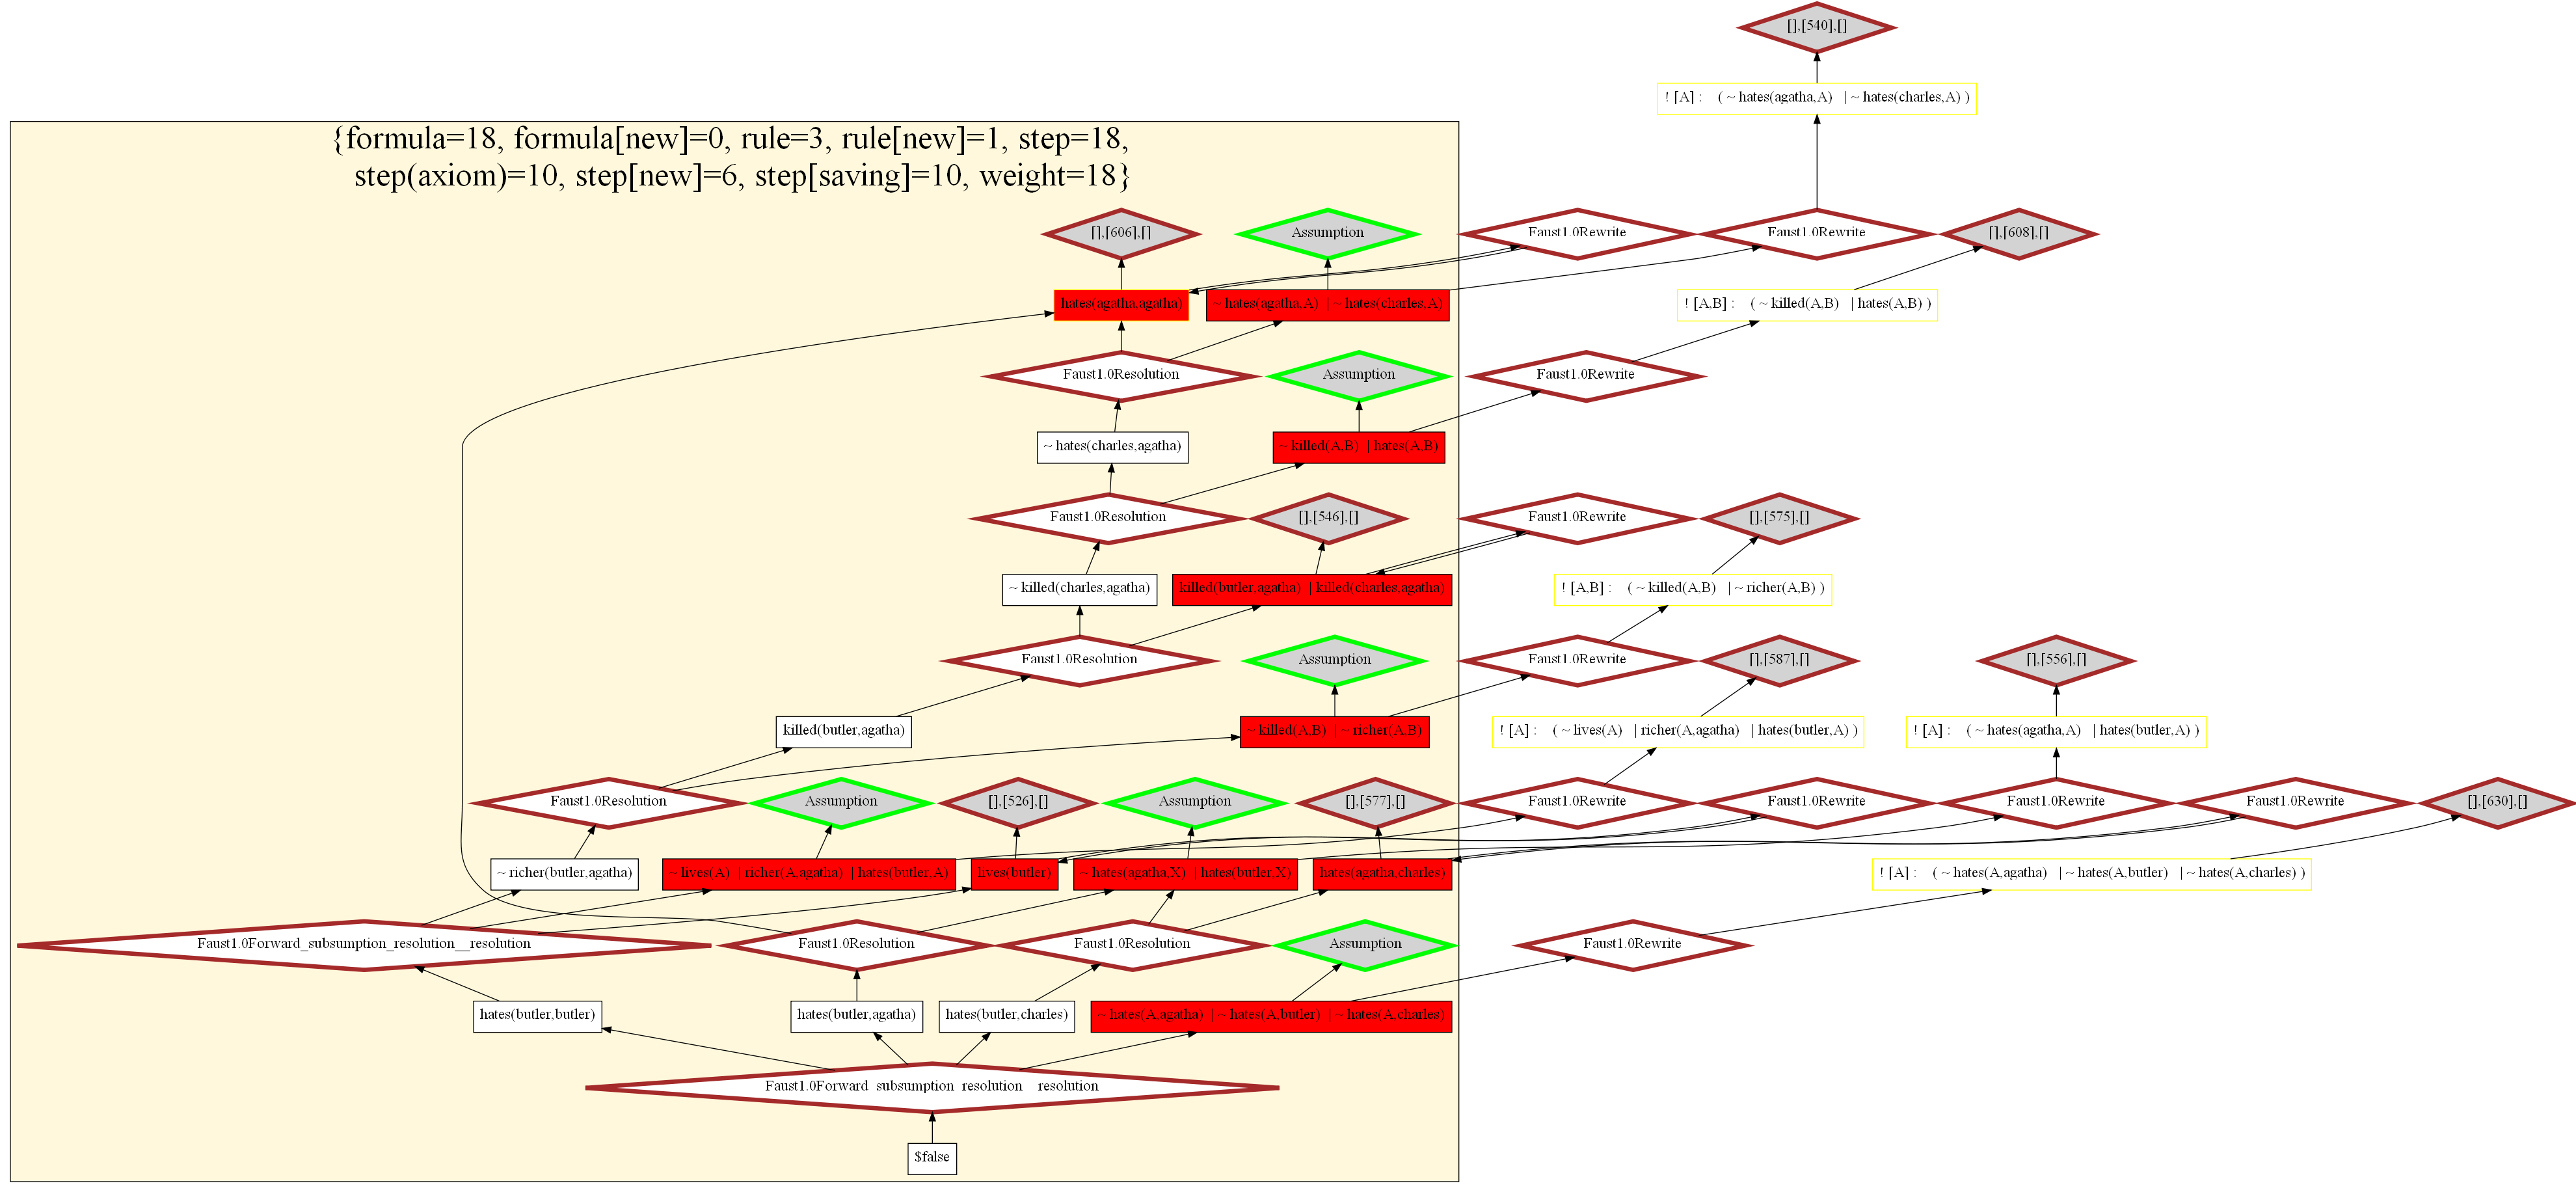 [],[540],[]
! [A] : ( ~ hates(agatha,A) | ~ hates(charles,A) )
{formula=18, formula[new]=0, rule=3, rule[new]=1, step=18,
step(axiom)=10, step[new]=6, step[saving]=10, weight=18}
[],[606],[]
Assumption
Faust1.0Rewrite
Faust1.0Rewrite
[],[608],[]
hates(agatha,agatha)
~ hates(agatha,A) | ~ hates(charles,A)
! [A,B] : ( ~ killed(A,B) | hates(A,B) )
Faust1.0Resolution
Assumption
Faust1.0Rewrite
~ hates(charles,agatha)
~ killed(A,B) | hates(A,B)
Faust1.0Resolution
[],[546],[]
Faust1.0Rewrite
[],[575],[]
~ killed(charles,agatha)
killed(butler,agatha) | killed(charles,agatha)
! [A,B] : ( ~ killed(A,B) | ~ richer(A,B) )
Faust1.0Resolution
Assumption
Faust1.0Rewrite
[],[587],[]
[],[556],[]
killed(butler,agatha)
~ killed(A,B) | ~ richer(A,B)
! [A] : ( ~ lives(A) | richer(A,agatha) | hates(butler,A) )
! [A] : ( ~ hates(agatha,A) | hates(butler,A) )
Faust1.0Resolution
Assumption
[],[526],[]
Assumption
[],[577],[]
Faust1.0Rewrite
Faust1.0Rewrite
Faust1.0Rewrite
Faust1.0Rewrite
[],[630],[]
~ richer(butler,agatha)
~ lives(A) | richer(A,agatha) | hates(butler,A)
lives(butler)
~ hates(agatha,X) | hates(butler,X)
hates(agatha,charles)
! [A] : ( ~ hates(A,agatha) | ~ hates(A,butler) | ~ hates(A,charles) )
Faust1.0Forward_subsumption_resolution__resolution
Faust1.0Resolution
Faust1.0Resolution
Assumption
Faust1.0Rewrite
hates(butler,butler)
hates(butler,agatha)
hates(butler,charles)
~ hates(A,agatha) | ~ hates(A,butler) | ~ hates(A,charles)
Faust1.0Forward_subsumption_resolution__resolution
$false